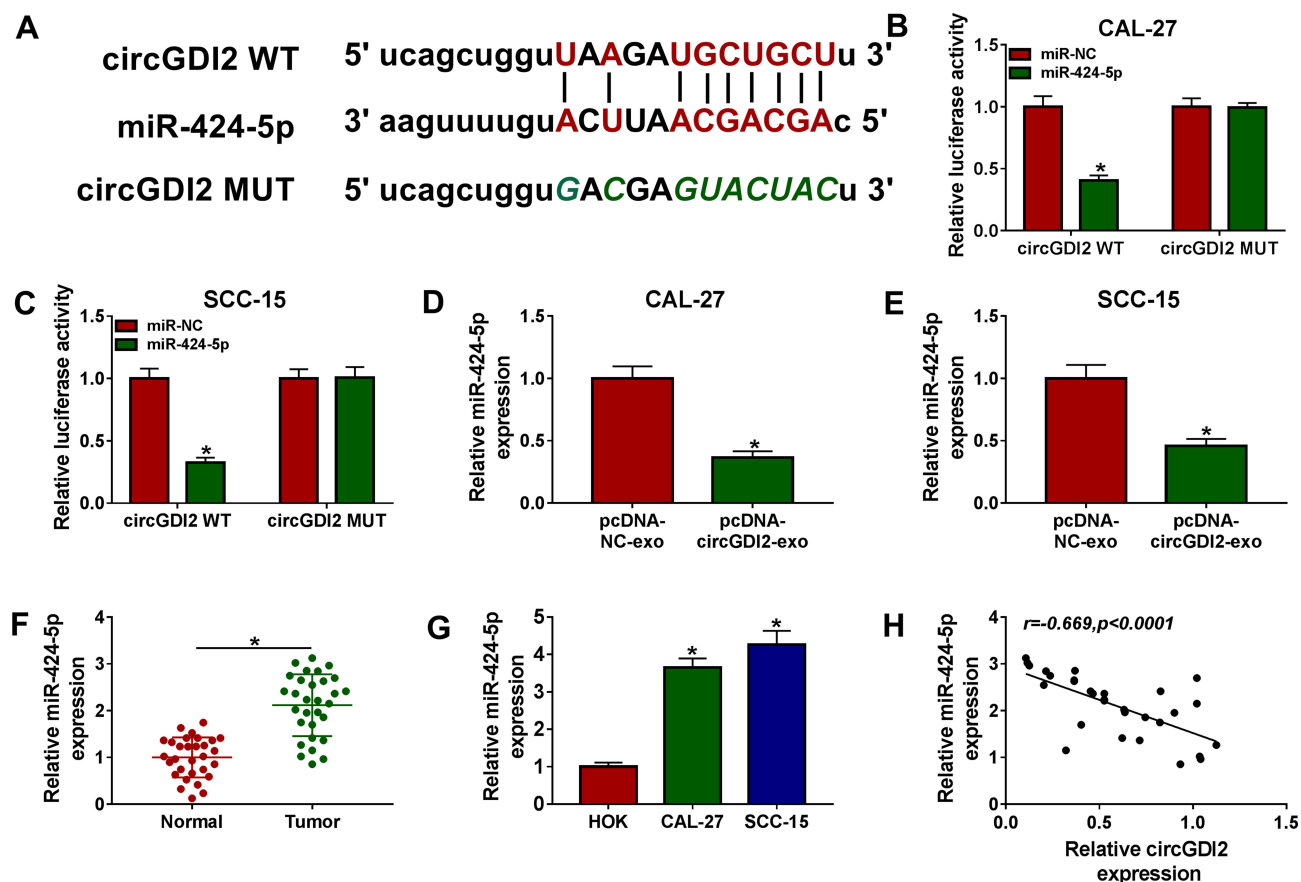 A
circGDI2 WT 5' ucagcugguUAAGAUGCUGCUu 3'
miR-424-5p 3' aaguuuuguACUUAACGACGAc 5'
circGDI2 MUT 5' ucagcugguGACGAGUACUACu 3'
B
CAL-27
miR-NC
miR-424-5p
Relative luciferase activity
1.5
1.0
0.5
0.0
*
circGDI2 WT circGDI2 MUT
C
SCC-15
miR-NC
miR-424-5p
Relative luciferase activity
1.5
1.0
0.5
0.0
*
circGDI2 WT circGDI2 MUT
D
CAL-27
Relative miR-424-5p
expression
1.5
1.0
0.5
0.0
*
pcDNA-
NC-exo
pcDNA-
circGDI2-exo
E
SCC-15
Relative miR-424-5p
expression
1.5
1.0
0.5
0.0
*
pcDNA-
NC-exo
pcDNA-
circGDI2-exo
F
Relative miR-424-5p
expression
4
3
2
1
0
*
Normal Tumor
G
Relative miR-424-5p
expression
5
4
3
2
1
0
*
*
HOK CAL-27 SCC-15
H
r=-0.669,p<0.0001
Relative miR-424-5p
expression
4
3
2
1
0
0.0 0.5 1.0 1.5
Relative circGDI2
expression